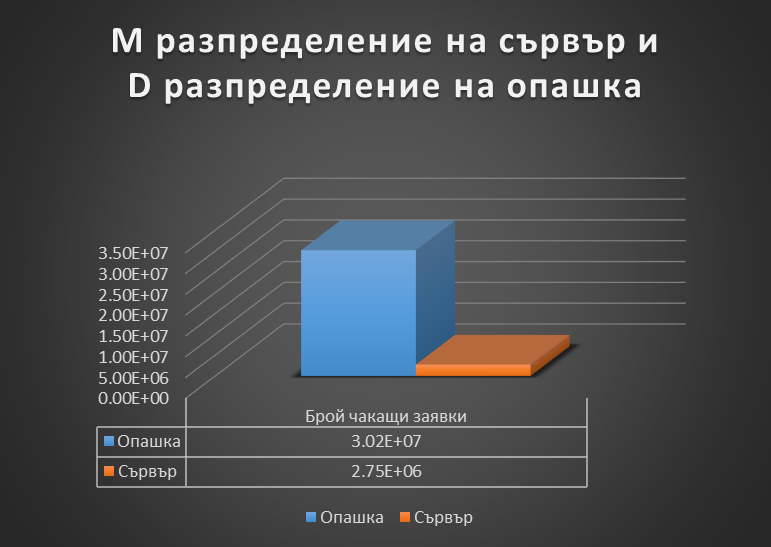 М разпределение на сървър и
D разпределение на опашка
3.50E+07
3.00E+07
2.50E+07
2.00E+07
1.50E+07
1.00E+07
5.00E+06
0.00E+00
Брой чакащи заявки
Опашка 3.02E+07
Сървър 2.75E+06
Опашка Сървър